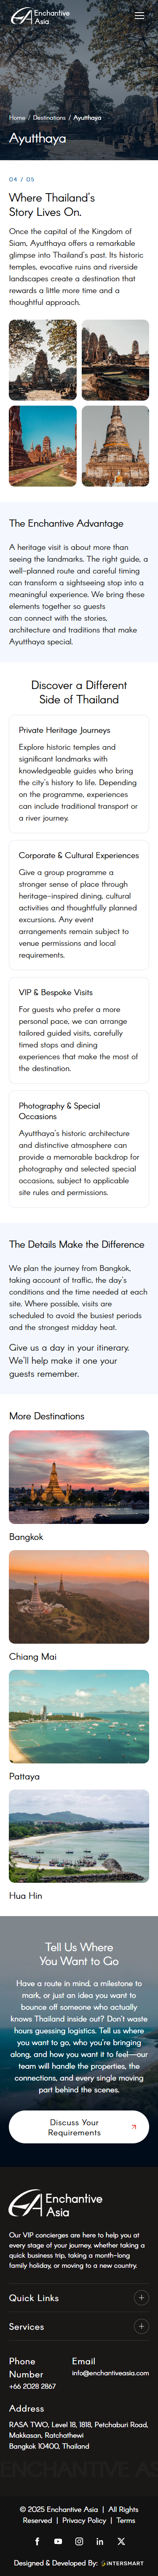 Enchantive
Asia
Home / Destinations / Ayutthaya
Ayutthaya
04 / 05
Where Thailand's
Story Lives On.
Once the capital of the Kingdom of
Siam, Ayutthaya offers a remarkable
glimpse into Thailand's past. Its historic
temples, evocative ruins and riverside
landscapes create a destination that
rewards a little more time and a
thoughtful approach.
The Enchantive Advantage
A heritage visit is about more than
seeing the landmarks. The right guide, a
well-planned route and careful timing
can transform a sightseeing stop into a
meaningful experience. We bring these
elements together so guests
can connect with the stories,
architecture and traditions that make
Ayutthaya special.
Discover a Different
Side of Thailand
Private Heritage Journeys
Explore historic temples and
significant landmarks with
knowledgeable guides who bring
the city's history to life. Depending
on the programme, experiences
can include traditional transport or
a river journey.
Corporate & Cultural Experiences
Give a group programme a
stronger sense of place through
heritage-inspired dining, cultural
activities and thoughtfully planned
excursions. Any event
arrangements remain subject to
venue permissions and local
requirements.
VIP & Bespoke Visits
For guests who prefer a more
personal pace, we can arrange
tailored guided visits, carefully
timed stops and dining
experiences that make the most of
the destination.
Photography & Special
Occasions
Ayutthaya's historic architecture
and distinctive atmosphere can
provide a memorable backdrop for
photography and selected special
occasions, subject to applicable
site rules and permissions.
The Details Make the Difference
We plan the journey from Bangkok,
taking account of traffic, the day's
conditions and the time needed at each
site. Where possible, visits are
scheduled to avoid the busiest periods
and the strongest midday heat.
Give us a day in your itinerary.
We'll help make it one your
guests remember.
More Destinations
Bangkok
Chiang Mai
Pattaya
Hua Hin
Tell Us Where
You Want to Go
Have a route in mind, a milestone to
mark, or just an idea you want to
bounce off someone who actually
knows Thailand inside out? Don't waste
hours guessing logistics. Tell us where
you want to go, who you're bringing
along, and how you want it to feel—our
team will handle the properties, the
connections, and every single moving
part behind the scenes.
Discuss Your
Requirements
Enchantive
Asia
Our VIP concierges are here to help you at
every stage of your journey, whether taking a
quick business trip, taking a month-long
family holiday, or moving to a new country.
Quick Links
Services
Phone
Number
+66 2028 2867
Email
info@enchantiveasia.com
Address
RASA TWO, Level 18, 1818, Petchaburi Road,
Makkasan, Ratchathewi
Bangkok 10400, Thailand
ENCHANTIVE AS
© 2025 Enchantive Asia | All Rights
Reserved | Privacy Policy | Terms
Designed & Developed By: INTERSMART